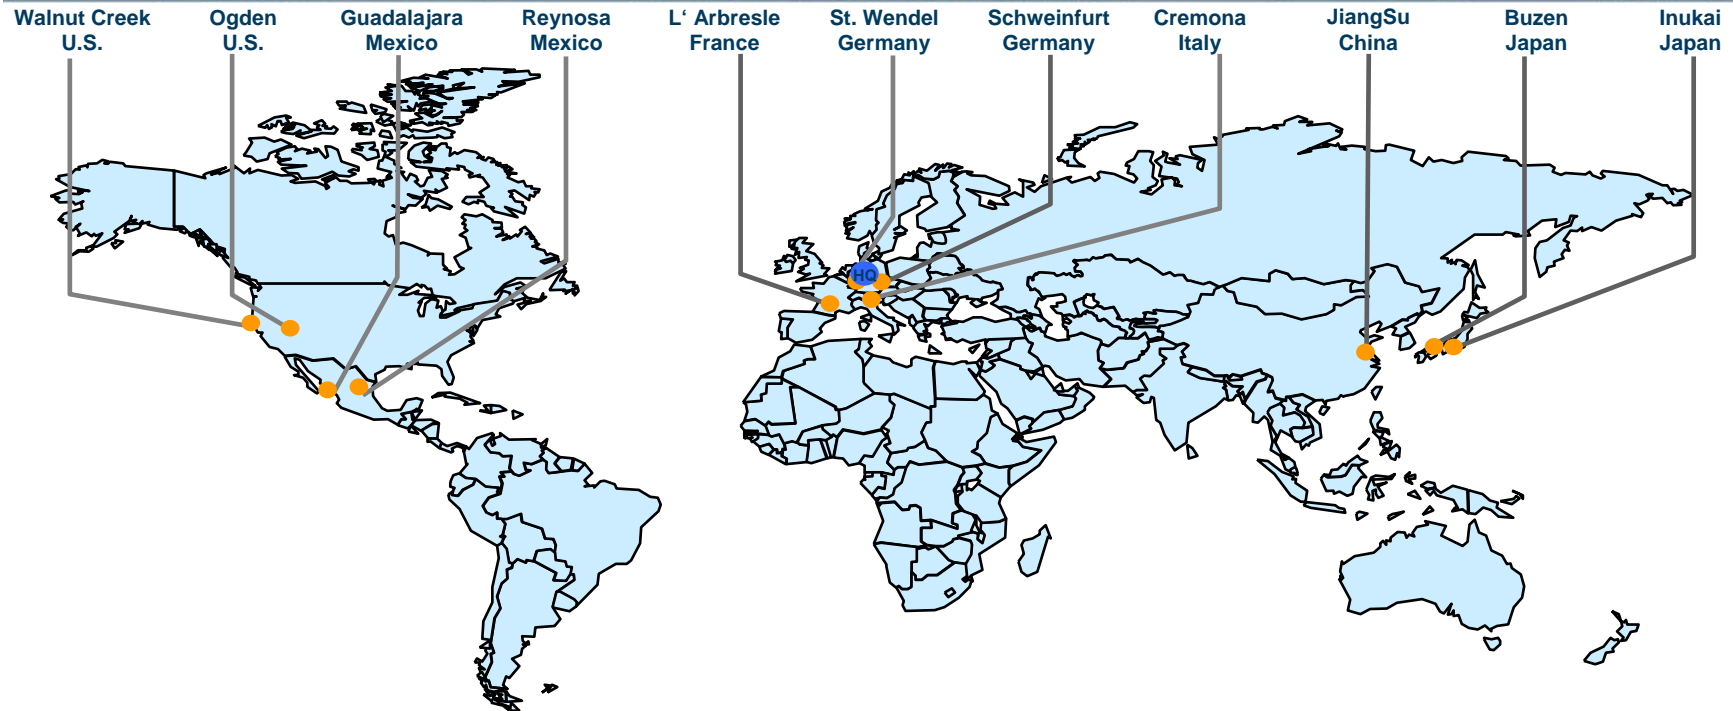 Walnut Creek
U.S.
Ogden
U.S.
Guadalajara
Mexico
Reynosa
Mexico
L‘ Arbresle
France
St. Wendel
Germany
Schweinfurt
Germany
Cremona
Italy
JiangSu
China
Buzen
Japan
Inukai
Japan
HQ